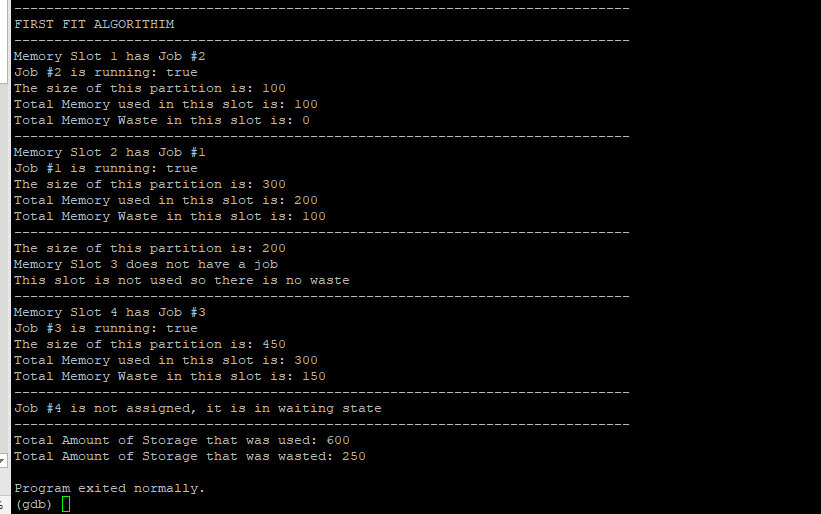 --------------------------------------------------------------------------------
FIRST FIT ALGORITHIM
--------------------------------------------------------------------------------
Memory Slot 1 has Job #2
Job #2 is running: true
The size of this partition is: 100
Total Memory used in this slot is: 100
Total Memory Waste in this slot is: 0
--------------------------------------------------------------------------------
Memory Slot 2 has Job #1
Job #1 is running: true
The size of this partition is: 300
Total Memory used in this slot is: 200
Total Memory Waste in this slot is: 100
--------------------------------------------------------------------------------
The size of this partition is: 200
Memory Slot 3 does not have a job
This slot is not used so there is no waste
--------------------------------------------------------------------------------
Memory Slot 4 has Job #3
Job #3 is running: true
The size of this partition is: 450
Total Memory used in this slot is: 300
Total Memory Waste in this slot is: 150
--------------------------------------------------------------------------------
Job #4 is not assigned, it is in waiting state
--------------------------------------------------------------------------------
Total Amount of Storage that was used: 600
Total Amount of Storage that was wasted: 250
Program exited normally.
(gdb)